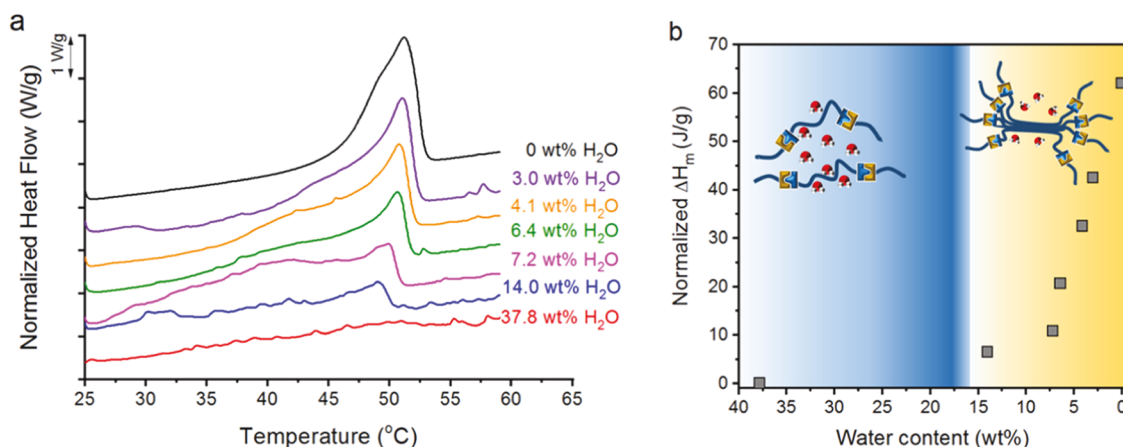 a
1 W/g
Normalized Heat Flow (W/g)
0 wt% H₂O
3.0 wt% H₂O
4.1 wt% H₂O
6.4 wt% H₂O
7.2 wt% H₂O
14.0 wt% H₂O
37.8 wt% H₂O
25 30 35 40 45 50 55 60 65
Temperature (°C)
b
Normalized ΔHₘ (J/g)
70
60
50
40
30
20
10
0
40 35 30 25 20 15 10 5 0
Water content (wt%)